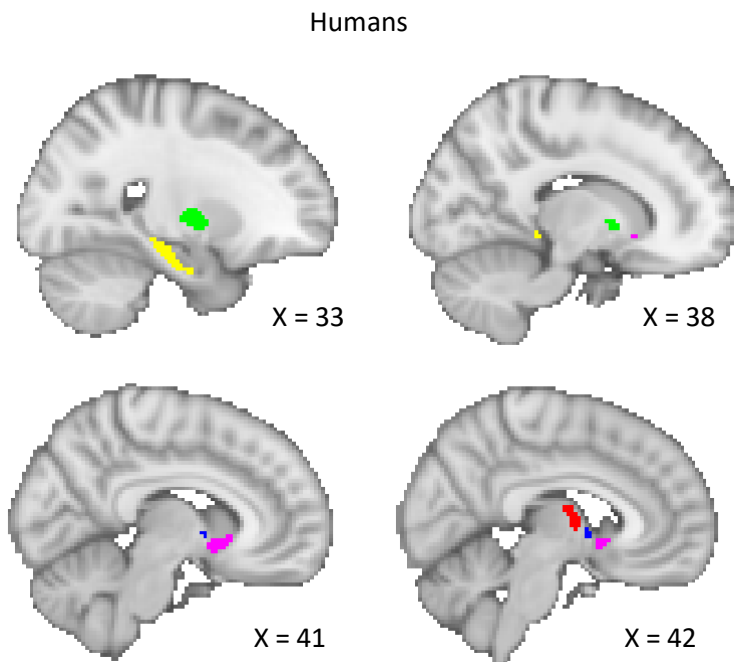 Humans
X = 33
X = 38
X = 41
X = 42